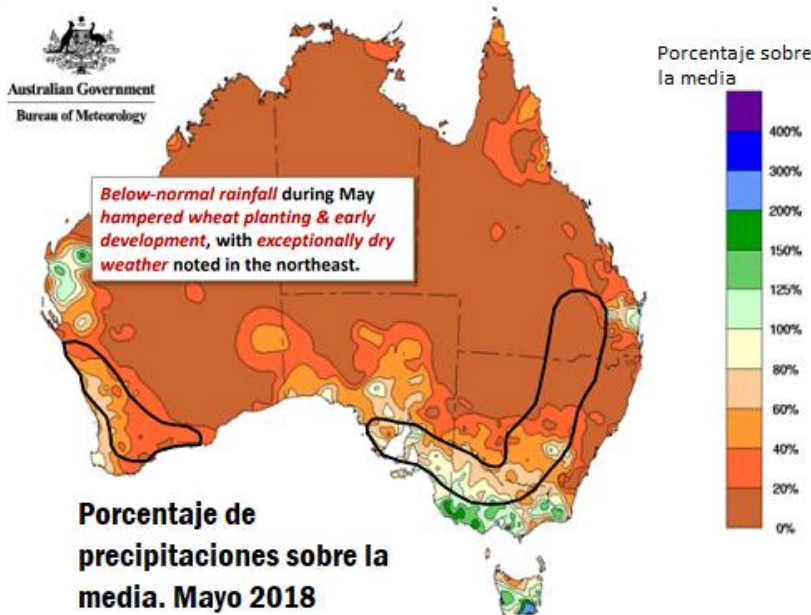 Australian Government
Bureau of Meteorology
Porcentaje sobre
la media
400%
300%
200%
150%
125%
100%
80%
60%
40%
20%
0%
Below-normal rainfall during May
hampered wheat planting & early
development, with exceptionally dry
weather noted in the northeast.
Porcentaje de
precipitaciones sobre la
media. Mayo 2018